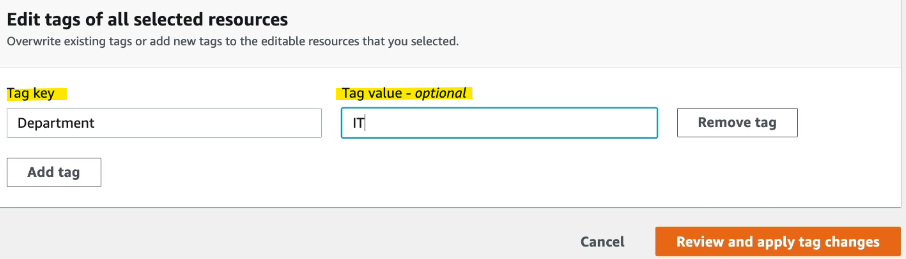 Edit tags of all selected resources
Overwrite existing tags or add new tags to the editable resources that you selected.
Tag key
Tag value - optional
Department
IT
Remove tag
Add tag
Cancel
Review and apply tag changes